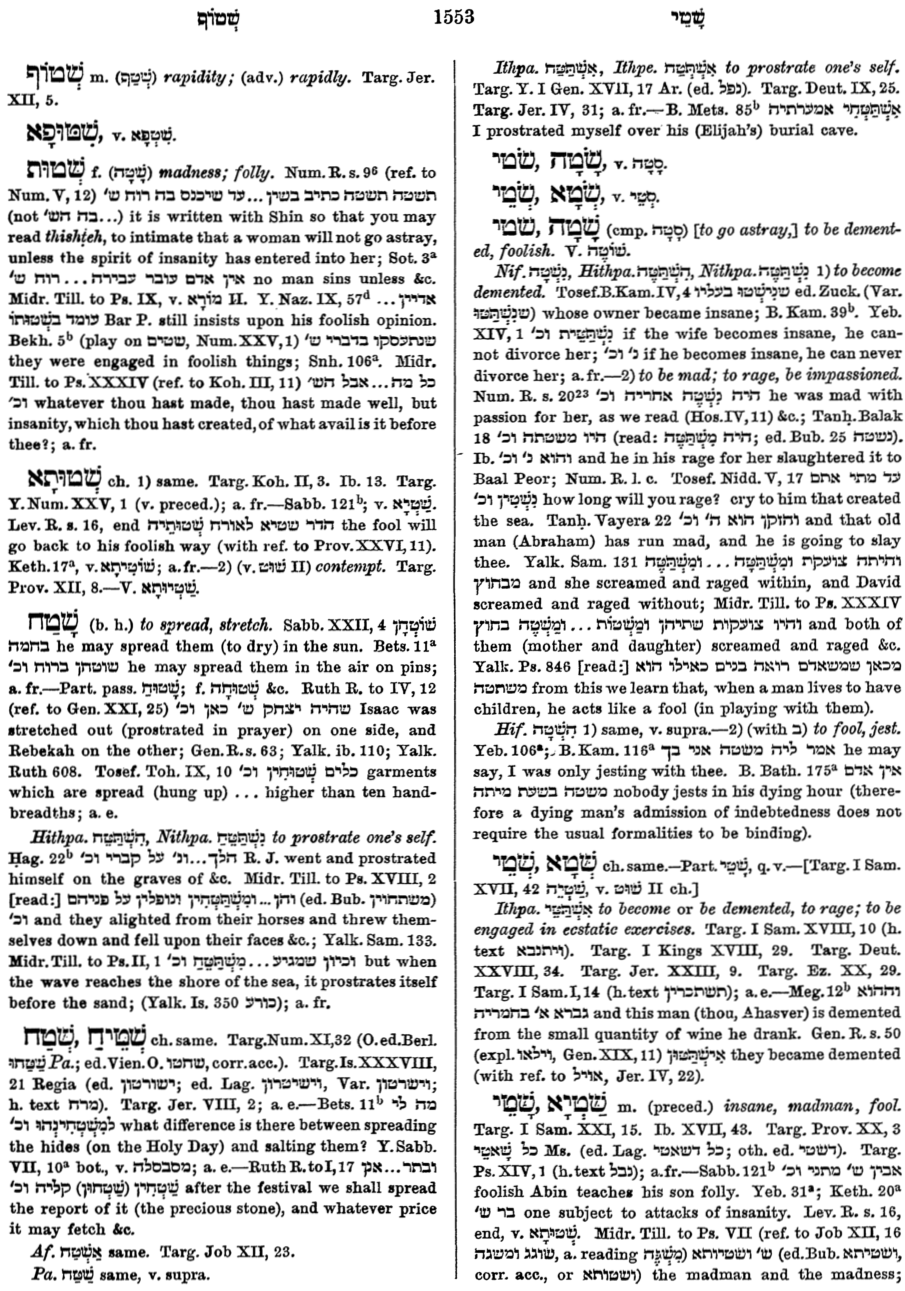 שְׁטוֹף 1553 שָׁטֵי
שְׁטוֹף m. (שָׁטַף) rapidity; (adv.) rapidly. Targ. Jer.
XII, 5.
שִׁטּוּפָא, v. שִׁטְפָא.
שְׁטוּת f. (שָׁטָה) madness; folly. Num. R. s. 9⁶ (ref. to
Num. V, 12) תשטה תשטה כתיב בשין ... עד שיכנס בה רוח ש׳
(not בה הש׳...) it is written with Shin so that you may
read thishteh, to intimate that a woman will not go astray,
unless the spirit of insanity has entered into her; Sot. 3ᵃ
אין אדם עובר עבירה ... רוח ש׳ no man sins unless &c.
Midr. Till. to Ps. IX, v. מוֹרָא II. Y. Naz. IX, 57ᵈ ... אדיין
עומד בשטותו Bar P. still insists upon his foolish opinion.
Bekh. 5ᵇ (play on שטים, Num. XXV, 1) שנתעסקו בדברי ש׳
they were engaged in foolish things; Snh. 106ᵃ. Midr.
Till. to Ps. XXXIV (ref. to Koh. III, 11) כל מה ... אבל הש׳
וכ׳ whatever thou hast made, thou hast made well, but
insanity, which thou hast created, of what avail is it before
thee?; a. fr.
שְׁטוּתָא ch. 1) same. Targ. Koh. II, 3. Ib. 13. Targ.
Y. Num. XXV, 1 (v. preced.); a. fr.—Sabb. 121ᵇ; v. שַׁטְיָא.
Lev. R. s. 16, end הדר שטיא לאורח שְׁטוּתֵיה the fool will
go back to his foolish way (with ref. to Prov. XXVI, 11).
Keth. 17ᵃ, v. שׁוֹטִיתָא; a. fr.—2) (v. שׁוּט II) contempt. Targ.
Prov. XII, 8.—V. שַׁטְיוּתָא.
שָׁטַח (b. h.) to spread, stretch. Sabb. XXII, 4 שׁוֹטְחָן
בחמה he may spread them (to dry) in the sun. Bets. 11ᵃ
שוטחן ברוח וכ׳ he may spread them in the air on pins;
a. fr.—Part. pass. שָׁטוּחַ; f. שְׁטוּחָה &c. Ruth R. to IV, 12
(ref. to Gen. XXI, 25) שהיה יצחק ש׳ כאן וכ׳ Isaac was
stretched out (prostrated in prayer) on one side, and
Rebekah on the other; Gen. R. s. 63; Yalk. ib. 110; Yalk.
Ruth 608. Tosef. Toh. IX, 10 כלים שְׁטוּחִין וכ׳ garments
which are spread (hung up) ... higher than ten hand-
breadths; a. e.
Hithpa. הִשְׁתַּטֵּחַ, Nithpa. נִשְׁתַּטֵּחַ to prostrate one's self.
Ḥag. 22ᵇ הלך...ונ׳ על קברי וכ׳ R. J. went and prostrated
himself on the graves of &c. Midr. Till. to Ps. XVIII, 2
[read:] והן ... ומִשְׁתַּטְּחִין ונופלין על פניהם (ed. Bub. משתחוין)
וכ׳ and they alighted from their horses and threw them-
selves down and fell upon their faces &c.; Yalk. Sam. 133.
Midr. Till. to Ps. II, 1 וכיון שמגיע ... מִשְׁתַּטֵּחַ וכ׳ but when
the wave reaches the shore of the sea, it prostrates itself
before the sand; (Yalk. Is. 350 כורע); a. fr.
שְׁטַח, שְׁטֵיחַ ch. same. Targ. Num. XI, 32 (O. ed. Berl.
שַׁטָּחוּ Pa.; ed. Vien. O. שחטו, corr. acc.). Targ. Is. XXXVIII,
21 Regia (ed. ישורטון; ed. Lag. וישיטרון, Var. וישרטון;
h. text מרח). Targ. Jer. VIII, 2; a. e.—Bets. 11ᵇ מה לי
למִשְׁטְחִינְהוּ וכ׳ what difference is there between spreading
the hides (on the Holy Day) and salting them? Y. Sabb.
VII, 10ᵃ bot., v. מסבסלה; a. e.—Ruth R. to I, 17 ובתר...אנן
שָׁטְחִין (שָׁטְחוּן) קליה וכ׳ after the festival we shall spread
the report of it (the precious stone), and whatever price
it may fetch &c.
Af. אַשְׁטַח same. Targ. Job XII, 23.
Pa. שַׁטַּח same, v. supra.
Ithpa. אִשְׁתַּטַּח, Ithpe. אִשְׁתְּטַח to prostrate one's self.
Targ. Y. I Gen. XVII, 17 Ar. (ed. נפל). Targ. Deut. IX, 25.
Targ. Jer. IV, 31; a. fr.—B. Mets. 85ᵇ אִשְׁתַּטְּחִי אמערתיה
I prostrated myself over his (Elijah's) burial cave.
שָׂטָה, שָׂטֵי, v. סָטָה.
שְׂטָא, שְׂטֵי, v. סְטֵי.
שָׁטָה, שָׁטֵי (cmp. סָטָה) [to go astray,] to be dement-
ed, foolish. V. שׁוֹטֶה.
Nif. נִשְׁטָה, Hithpa. הִשְׁתַּטָּה, Nithpa. נִשְׁתַּטָּה 1) to become
demented. Tosef. B. Kam. IV, 4 שנישטו בעליו ed. Zuck. (Var.
שנִשְׁתַּטּוּ) whose owner became insane; B. Kam. 39ᵇ. Yeb.
XIV, 1 נִשְׁתַּטֵּית וכ׳ if the wife becomes insane, he can-
not divorce her; נ׳ וכ׳ if he becomes insane, he can never
divorce her; a. fr.—2) to be mad; to rage, be impassioned.
Num. R. s. 20²³ היה נִשְׁטֶה אחריה וכ׳ he was mad with
passion for her, as we read (Hos. IV, 11) &c.; Tanḥ. Balak
18 היו משטתה וכ׳ (read: היה מִשְׁתַּטֶּה; ed. Bub. 25 נשטה).
Ib. והוא נ׳ וכ׳ and he in his rage for her slaughtered it to
Baal Peor; Num. R. l. c. Tosef. Nidd. V, 17 עד מתי אתם
נִשְׁטִין וכ׳ how long will you rage? cry to him that created
the sea. Tanḥ. Vayera 22 והזקן הוא ה׳ וכ׳ and that old
man (Abraham) has run mad, and he is going to slay
thee. Yalk. Sam. 131 והיתה צועקת ומִשְׁתַּטָּה ... ומִשְׁתַּטֶּה
מבחוץ and she screamed and raged within, and David
screamed and raged without; Midr. Till. to Ps. XXXIV
והיו צועקות שתיהן ומַשְׁטוֹת ... ומַשְׁטֶה בחוץ and both of
them (mother and daughter) screamed and raged &c.
Yalk. Ps. 846 [read:] מכאן שמשאדם רואה בנים כאילו הוא
משתטה from this we learn that, when a man lives to have
children, he acts like a fool (in playing with them).
Hif. הִשְׁטָה 1) same, v. supra.—2) (with ב) to fool, jest.
Yeb. 106ᵃ; B. Kam. 116ᵃ אמר ליה משטה אני בך he may
say, I was only jesting with thee. B. Bath. 175ᵃ אין אדם
משטה בשעת מיתה nobody jests in his dying hour (there-
fore a dying man's admission of indebtedness does not
require the usual formalities to be binding).
שְׁטָא, שְׁטֵי ch. same.—Part. שָׁטֵי, q. v.—[Targ. I Sam.
XVII, 42 שָׁטְיֵה, v. שׁוּט II ch.]
Ithpa. אִשְׁתַּטֵּי to become or be demented, to rage; to be
engaged in ecstatic exercises. Targ. I Sam. XVIII, 10 (h.
text ויתנבא). Targ. I Kings XVIII, 29. Targ. Deut.
XXVIII, 34. Targ. Jer. XXIII, 9. Targ. Ez. XX, 29.
Targ. I Sam. I, 14 (h. text תשתכרין); a. e.—Meg. 12ᵇ וההוא
גברא א׳ בחמריה and this man (thou, Ahasver) is demented
from the small quantity of wine he drank. Gen. R. s. 50
(expl. וילאו, Gen. XIX, 11) אִישְׁתַּטּוּן they became demented
(with ref. to אויל, Jer. IV, 22).
שַׁטְיָא, שָׁטֵי m. (preced.) insane, madman, fool.
Targ. I Sam. XXI, 15. Ib. XVII, 43. Targ. Prov. XX, 3
כל שָׁאטֵי Ms. (ed. Lag. כל דשאטי; oth. ed. דשטי). Targ.
Ps. XIV, 1 (h. text נבל); a. fr.—Sabb. 121ᵇ אבין ש׳ מתני וכ׳
foolish Abin teaches his son folly. Yeb. 31ᵃ; Keth. 20ᵃ
בר ש׳ one subject to attacks of insanity. Lev. R. s. 16,
end, v. שְׁטוּתָא. Midr. Till. to Ps. VII (ref. to Job XII, 16
שוגג ומשגה, a. reading מַשְׁגֶּה) ש׳ ושטיותא (ed. Bub. ושטיתא,
corr. acc., or ושטותא) the madman and the madness;